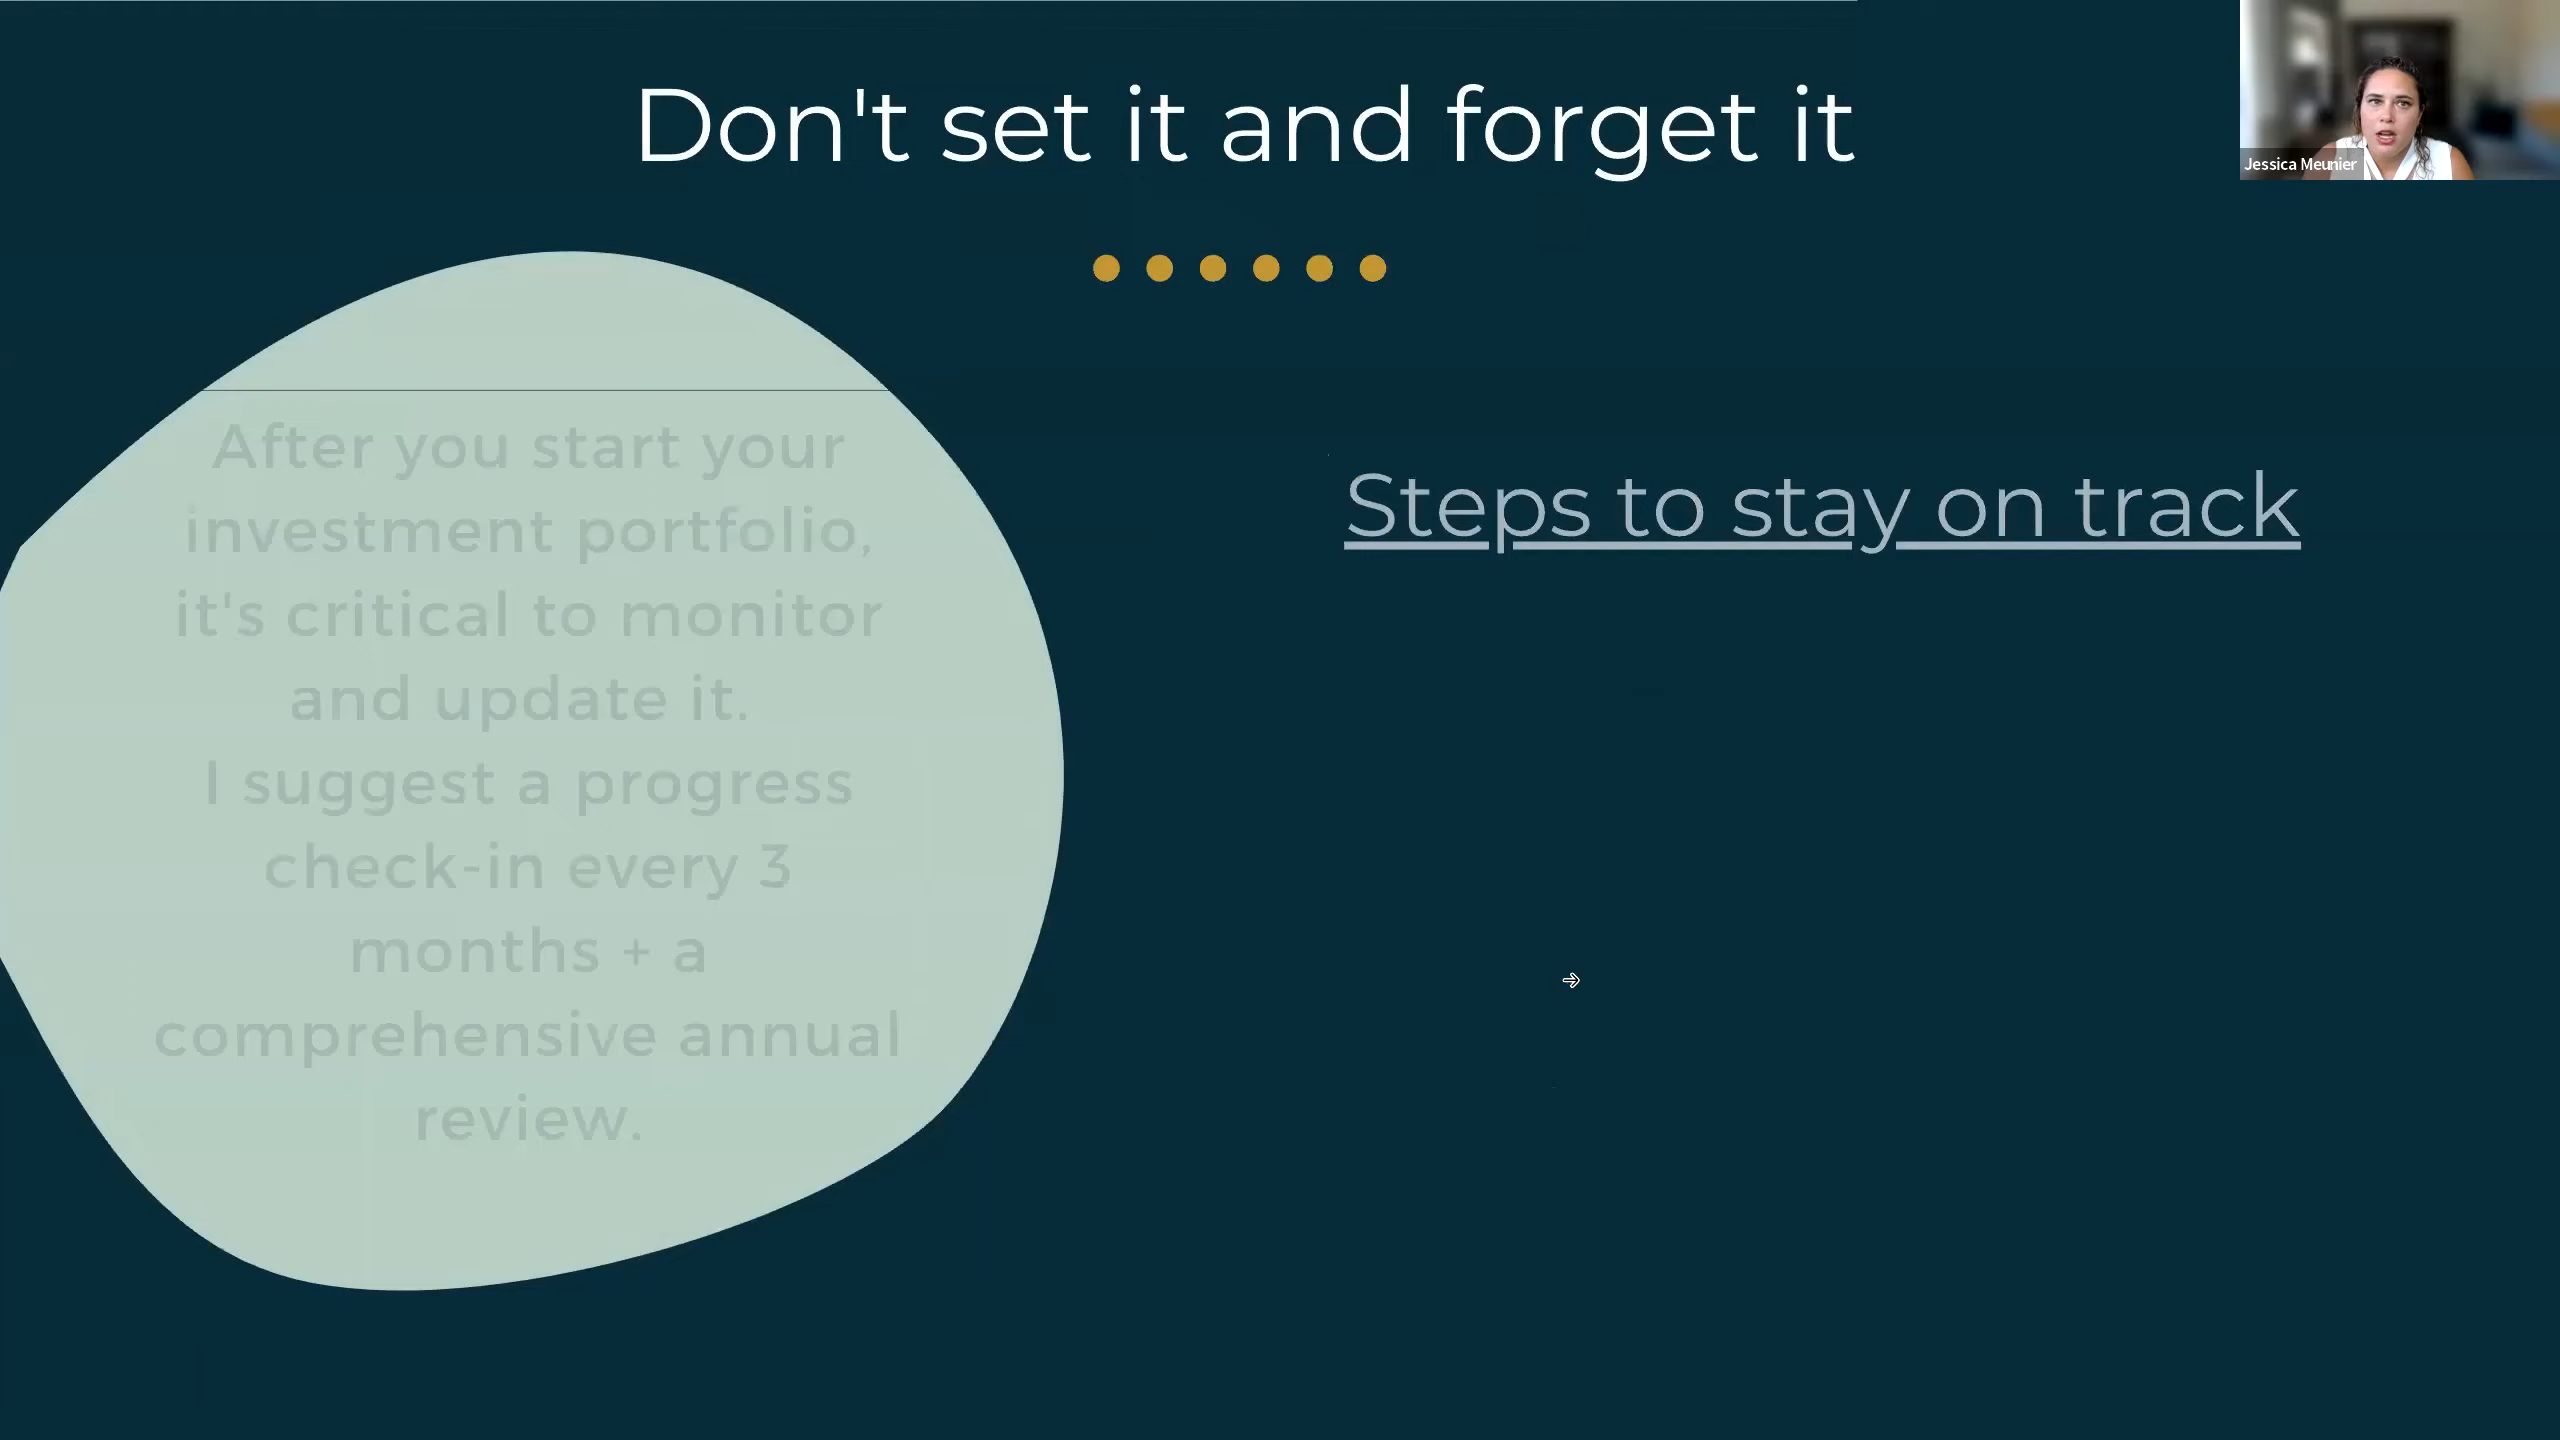 Don't set it and forget it
Jessica Meunier
After you start your
investment portfolio,
it's critical to monitor
and update it.
I suggest a progress
check-in every 3
months + a
comprehensive annual
review.
Steps to stay on track